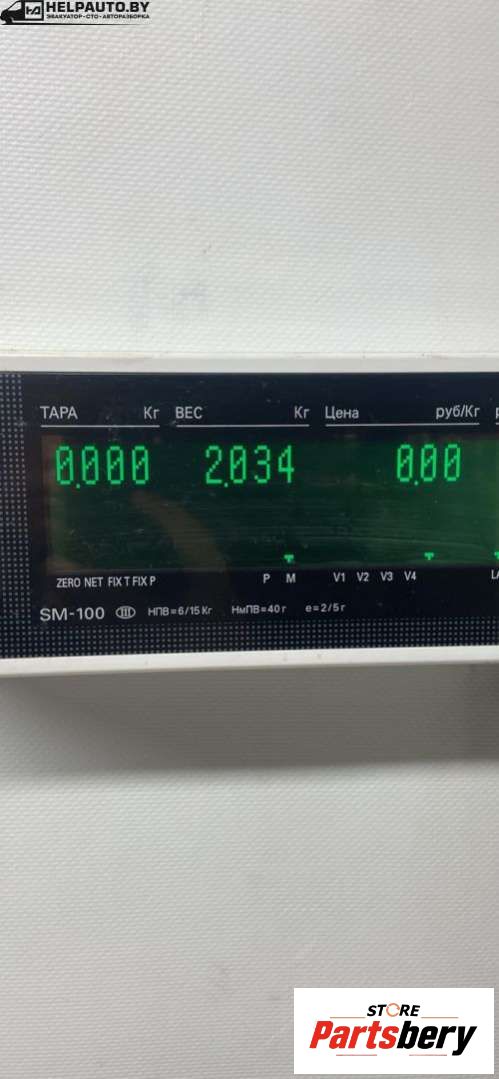 HELPAUTO.BY
ЭВАКУАТОР-СТО-АВТОРАЗБОРКА
ТАРА Кг ВЕС Кг Цена руб/Кг
0.000 2.034 0.00
ZERO NET FIX T FIX P P M V1 V2 V3 V4
SM-100 III НПВ=6/15 Кг НмПВ=40 г e=2/5 г
STORE
Partsbery